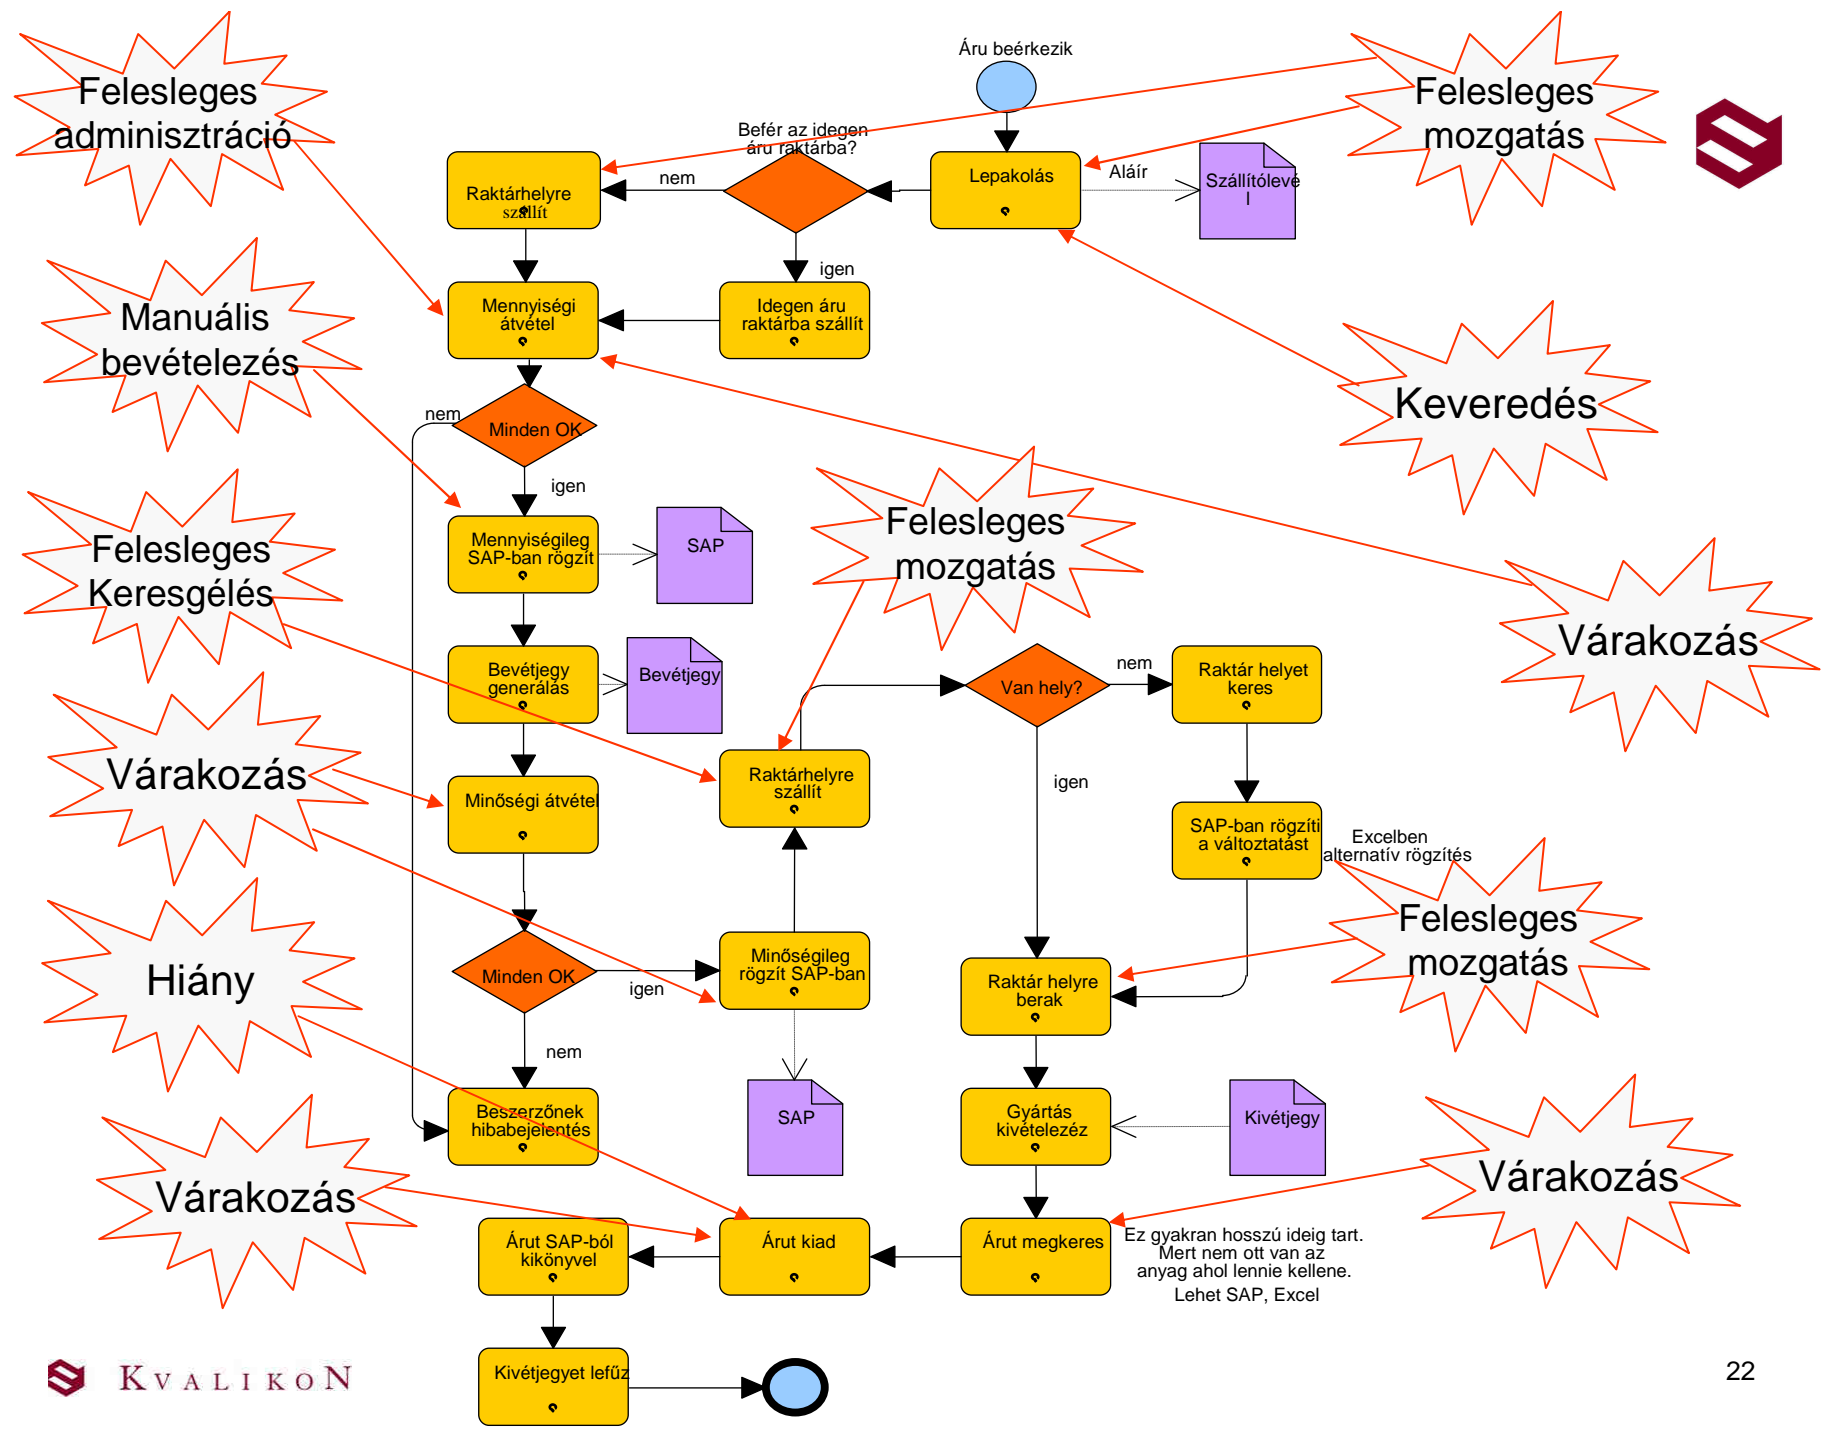 Áru beérkezik
Felesleges
adminisztráció
Felesleges
mozgatás
Befér az idegen
áru raktárba?
Raktárhelyre
szállít
nem
Lepakolás
Aláír
Szállítólevé
l
igen
Manuális
bevételezés
Mennyiségi
átvétel
Idegen áru
raktárba szállít
Keveredés
nem
Minden OK
igen
Felesleges
Keresgélés
Mennyiségileg
SAP-ban rögzít
SAP
Felesleges
mozgatás
Várakozás
Bevétjegy
generálás
Bevétjegy
Van hely?
nem
Raktár helyet
keres
Várakozás
Minőségi átvétel
Raktárhelyre
szállít
igen
SAP-ban rögzíti
a változtatást
Excelben
alternatív rögzítés
Felesleges
mozgatás
Hiány
Minden OK
igen
Minőségileg
rögzít SAP-ban
Raktár helyre
berak
nem
Beszerzőnek
hibabejelentés
SAP
Gyártás
kivételezéz
Kivétjegy
Várakozás
Várakozás
Árut SAP-ból
kikönyvel
Árut kiad
Árut megkeres
Ez gyakran hosszú ideig tart.
Mert nem ott van az
anyag ahol lennie kellene.
Lehet SAP, Excel
Kivétjegyet lefűz
KVALIKON
22